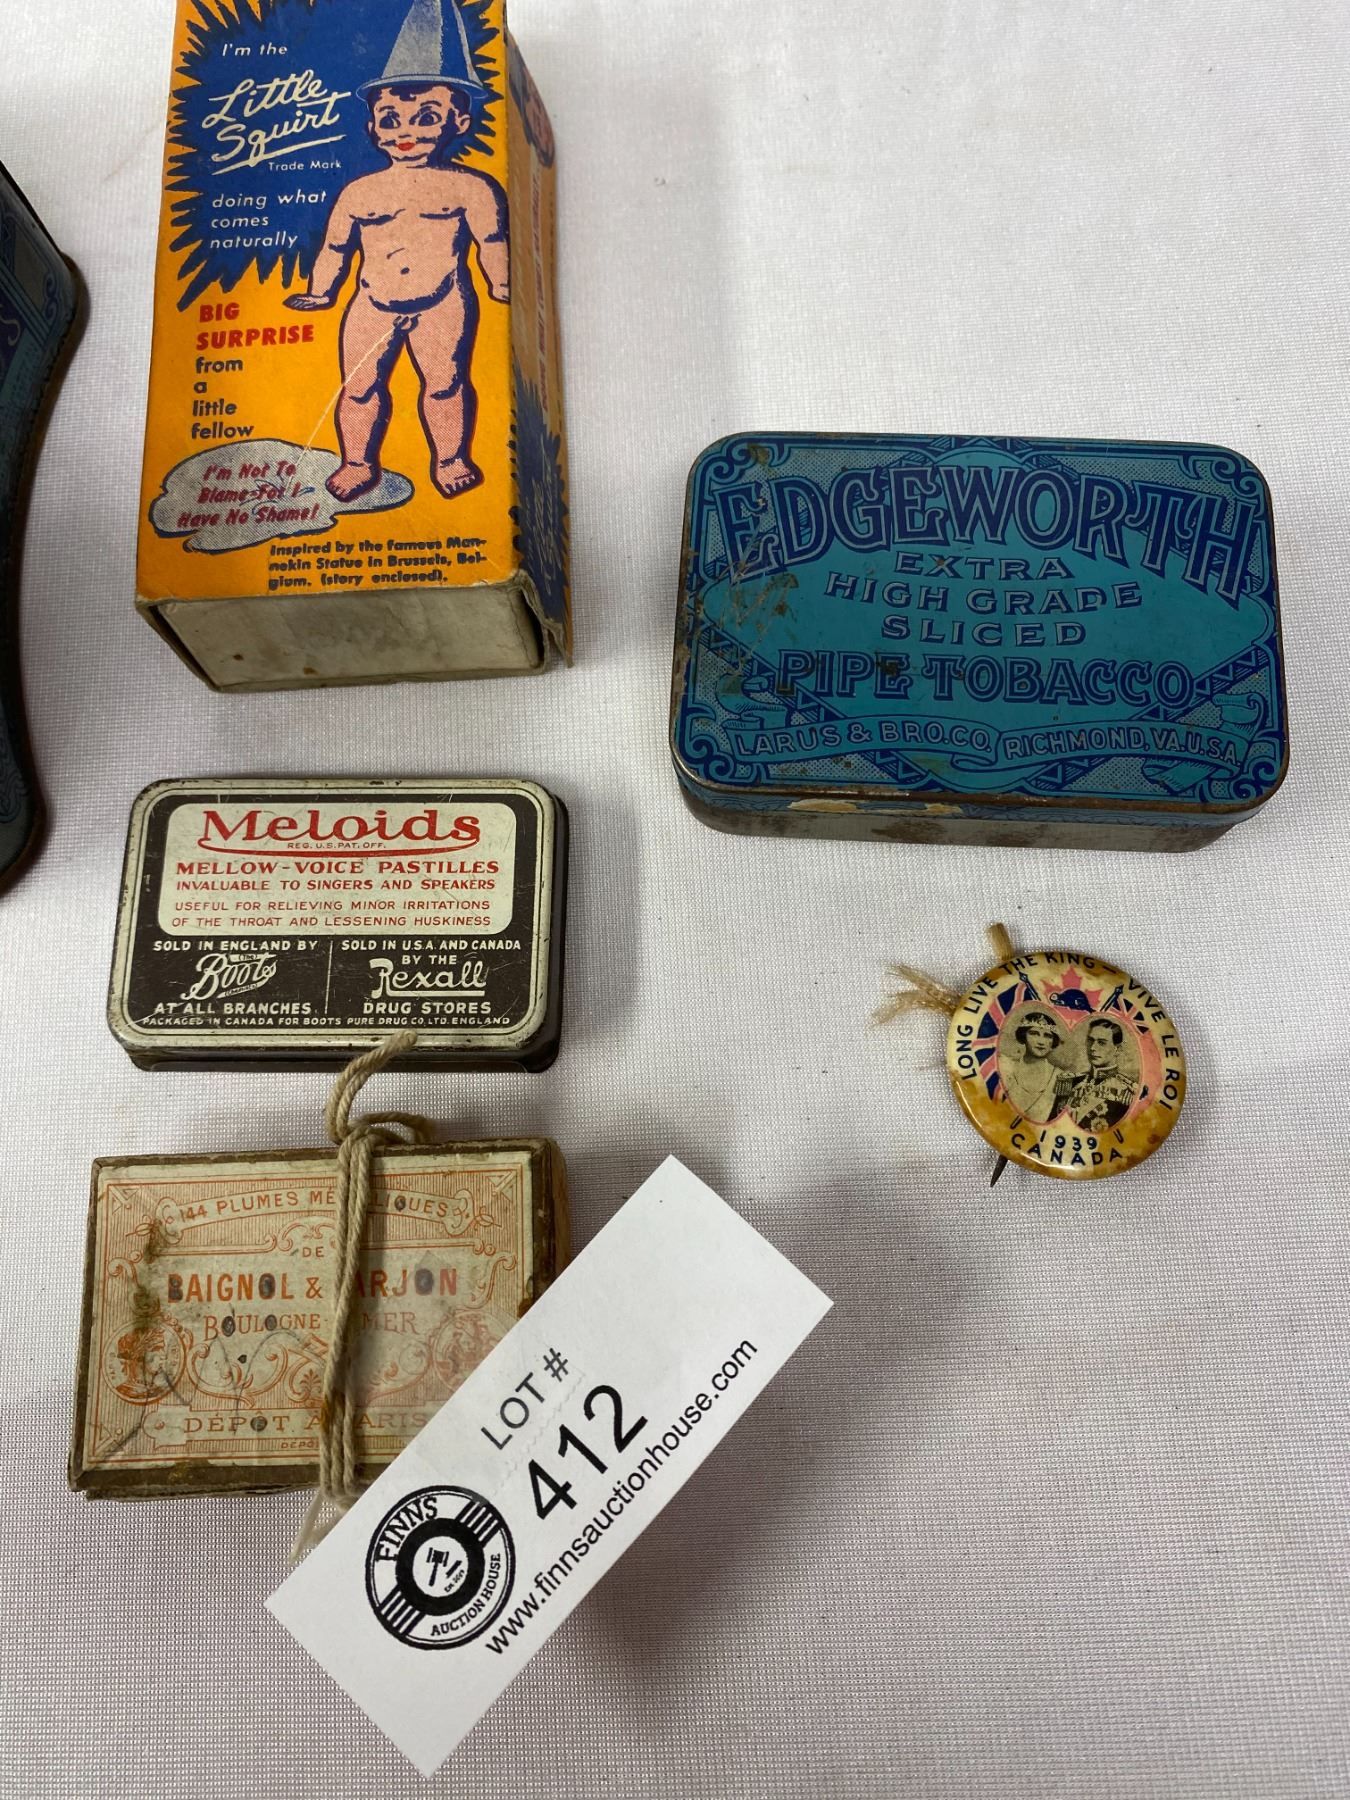 I'm the
Little
Squirt
Trade Mark
doing what
comes
naturally
BIG
SURPRISE
from
a
little
fellow
I'm Not To
Blame For I
Have No Shame!
Inspired by the famous Man-
nekin Statue in Brussels, Bel-
gium. (story enclosed).
EDGEWORTH
EXTRA
HIGH GRADE
SLICED
PIPE TOBACCO
LARUS & BRO. CO. RICHMOND, VA. U.S.A.
Meloids
REG. U.S. PAT. OFF.
MELLOW-VOICE PASTILLES
INVALUABLE TO SINGERS AND SPEAKERS
USEFUL FOR RELIEVING MINOR IRRITATIONS
OF THE THROAT AND LESSENING HUSKINESS
SOLD IN ENGLAND BY
Boots
AT ALL BRANCHES
SOLD IN U.S.A. AND CANADA
BY THE
Rexall
DRUG STORES
PACKAGED IN CANADA FOR BOOTS PURE DRUG CO. LTD. ENGLAND
LONG LIVE THE KING - VIVE LE ROI
1939
CANADA
144 PLUMES
DE
BAIGNOL & ARJON
BOULOGNE MER
DÉPÔT A ARIS
LOT #
412
FINNS
AUCTION HOUSE
www.finnsauctionhouse.com